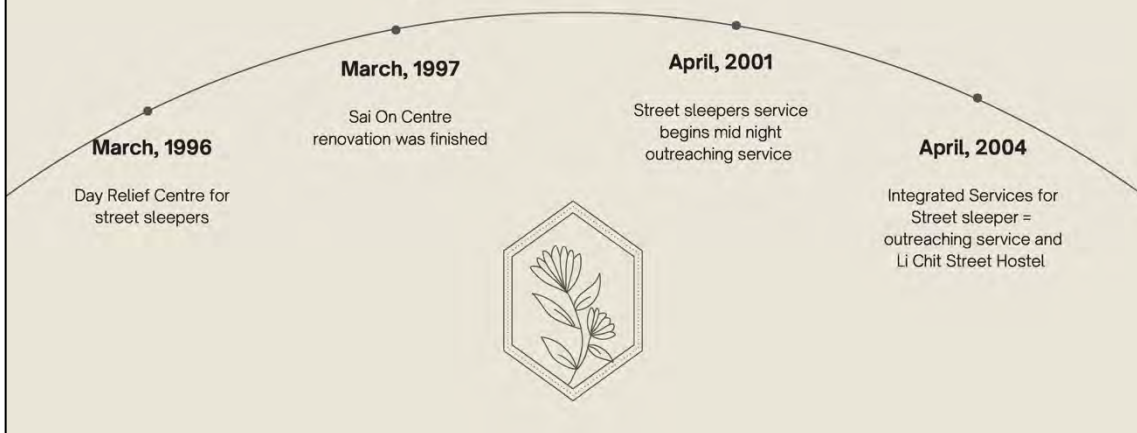 March, 1996
Day Relief Centre for
street sleepers
March, 1997
Sai On Centre
renovation was finished
April, 2001
Street sleepers service
begins mid night
outreaching service
April, 2004
Integrated Services for
Street sleeper =
outreaching service and
Li Chit Street Hostel